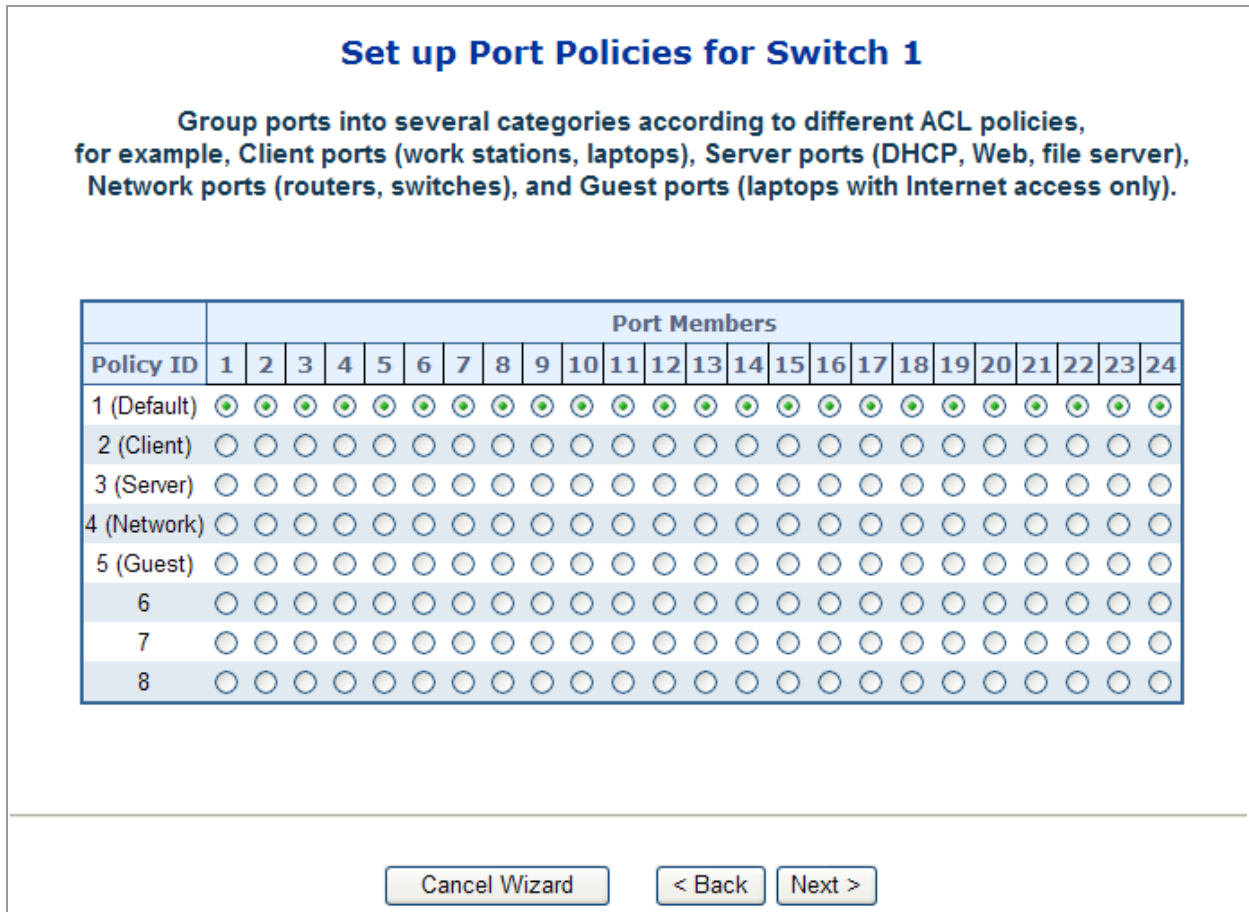 Set up Port Policies for Switch 1
Group ports into several categories according to different ACL policies,
for example, Client ports (work stations, laptops), Server ports (DHCP, Web, file server),
Network ports (routers, switches), and Guest ports (laptops with Internet access only).
Port Members
Policy ID 1 2 3 4 5 6 7 8 9 10 11 12 13 14 15 16 17 18 19 20 21 22 23 24
1 (Default)
2 (Client)
3 (Server)
4 (Network)
5 (Guest)
6
7
8
Cancel Wizard < Back Next >